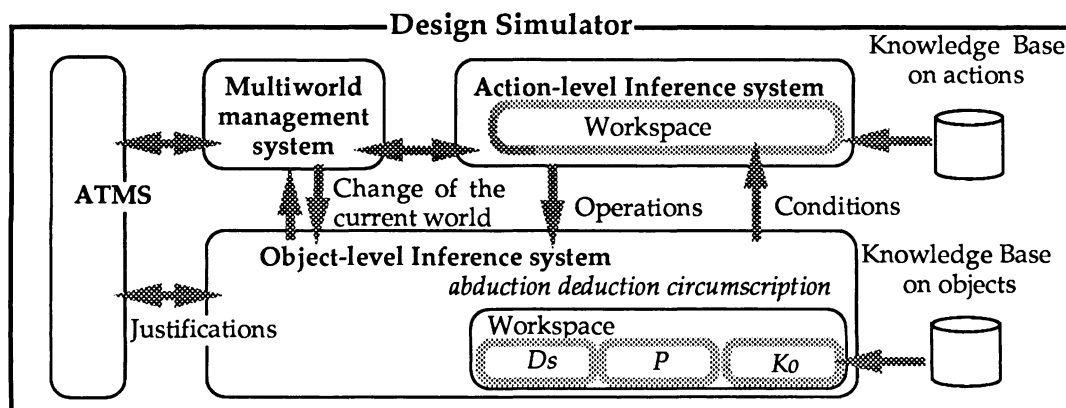 Design Simulator
Knowledge Base
on actions
Multiworld
management
system
Action-level Inference system
Workspace
ATMS
Change of the
current world
Operations
Conditions
Object-level Inference system
abduction deduction circumscription
Knowledge Base
on objects
Justifications
Workspace
Ds
P
Ko